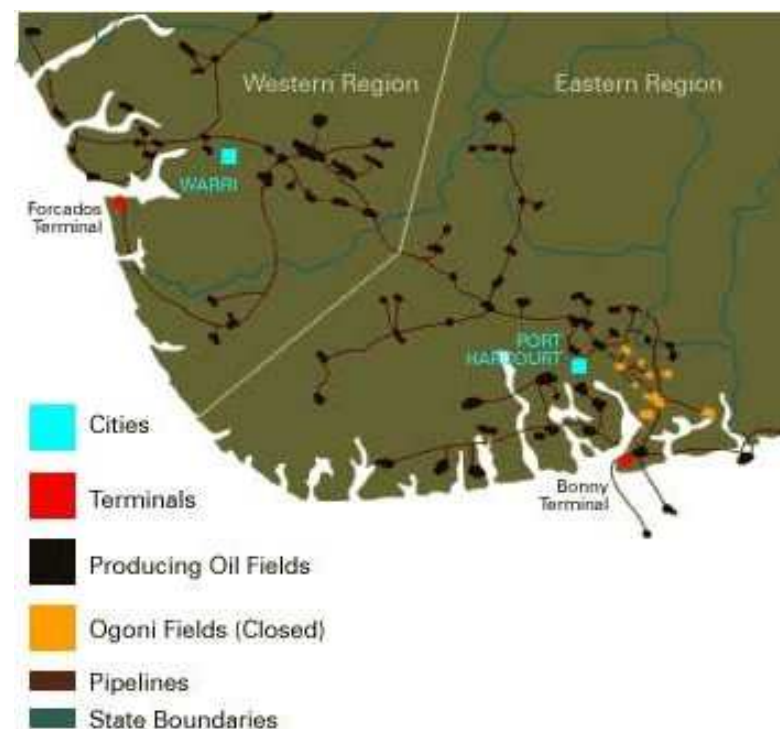 Western Region
Eastern Region
WARRI
Forcados
Terminal
PORT
HARCOURT
Bonny
Terminal
Cities
Terminals
Producing Oil Fields
Ogoni Fields (Closed)
Pipelines
State Boundaries